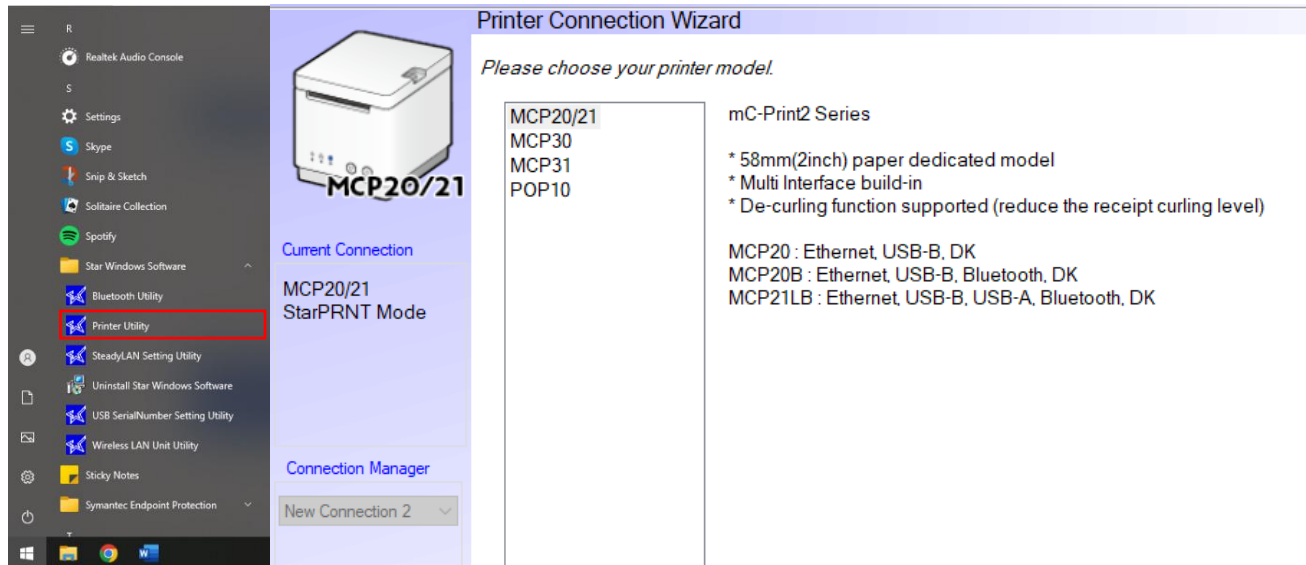 R
Realtek Audio Console
S
Settings
Skype
Snip & Sketch
Solitaire Collection
Spotify
Star Windows Software
Bluetooth Utility
Printer Utility
SteadyLAN Setting Utility
Uninstall Star Windows Software
USB SerialNumber Setting Utility
Wireless LAN Unit Utility
Sticky Notes
Symantec Endpoint Protection
MCP20/21
Current Connection
MCP20/21
StarPRNT Mode
Connection Manager
New Connection 2
Printer Connection Wizard
Please choose your printer model.
MCP20/21
MCP30
MCP31
POP10
mC-Print2 Series
* 58mm(2inch) paper dedicated model
* Multi Interface build-in
* De-curling function supported (reduce the receipt curling level)
MCP20 : Ethernet, USB-B, DK
MCP20B : Ethernet, USB-B, Bluetooth, DK
MCP21LB : Ethernet, USB-B, USB-A, Bluetooth, DK